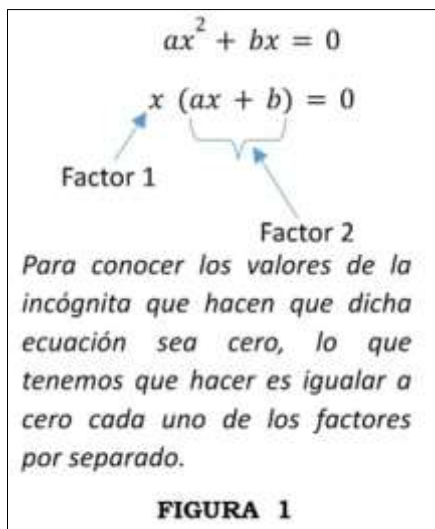 ax² + bx = 0
x (ax + b) = 0
Factor 1
Factor 2
Para conocer los valores de la
incógnita que hacen que dicha
ecuación sea cero, lo que
tenemos que hacer es igualar a
cero cada uno de los factores
por separado.
FIGURA 1